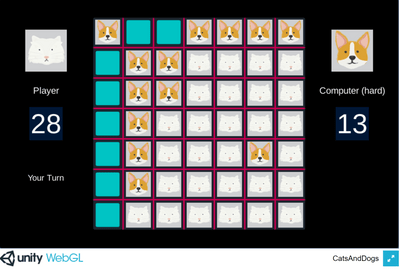 Player
Computer (hard)
28
13
Your Turn
unity WebGL
CatsAndDogs